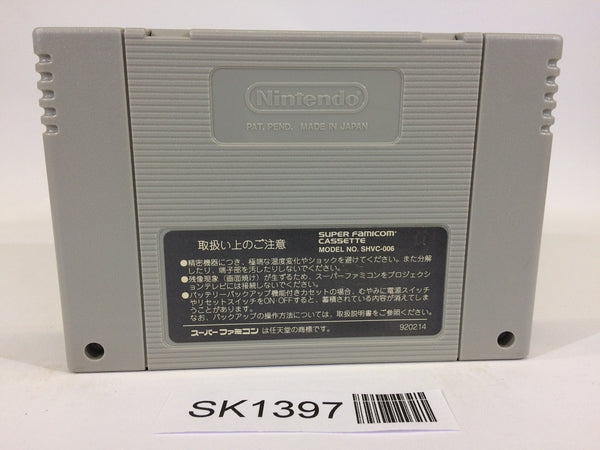 Nintendo
PAT. PEND. MADE IN JAPAN
取扱い上のご注意
SUPER FAMICOM
CASSETTE
MODEL NO. SHVC-006
●精密機器につき、極端な温度変化やショックを避けてください。また分解
したり、端子部を汚したりしないでください。
●残像現象(画面焼け)が生ずるため、スーパーファミコンをプロジェクシ
ョンテレビには接続しないでください。
●バッテリーバックアップ機能付きカセットの場合、むやみに電源スイッチ
やリセットスイッチをON・OFFすると、蓄積されている内容が消えてしま
うことがあります。
なお、バックアップの操作方法については、取扱説明書をご参照ください。
スーパーファミコンは任天堂の商標です。
920214
SK1397